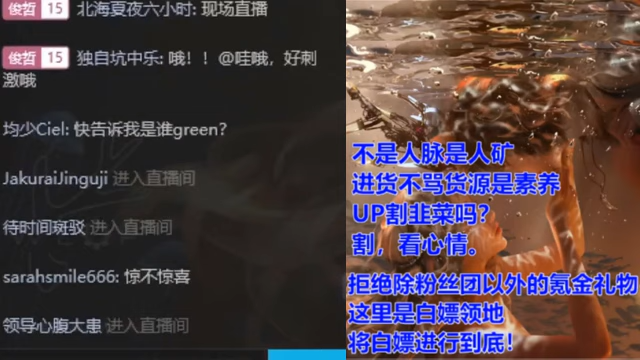 俊哲 15 北海夏夜六小时: 现场直播
俊哲 15 独自坑中乐: 哦！！@哇哦，好刺
激哦
均少Ciel: 快告诉我是谁green?
JakuraiJinguji 进入直播间
待时间斑驳 进入直播间
sarahsmile666: 惊不惊喜
领导心腹大患 进入直播间
不是人脉是人矿
进货不骂货源是素养
UP割韭菜吗？
割，看心情。
拒绝除粉丝团以外的氪金礼物
这里是白嫖领地
将白嫖进行到底！